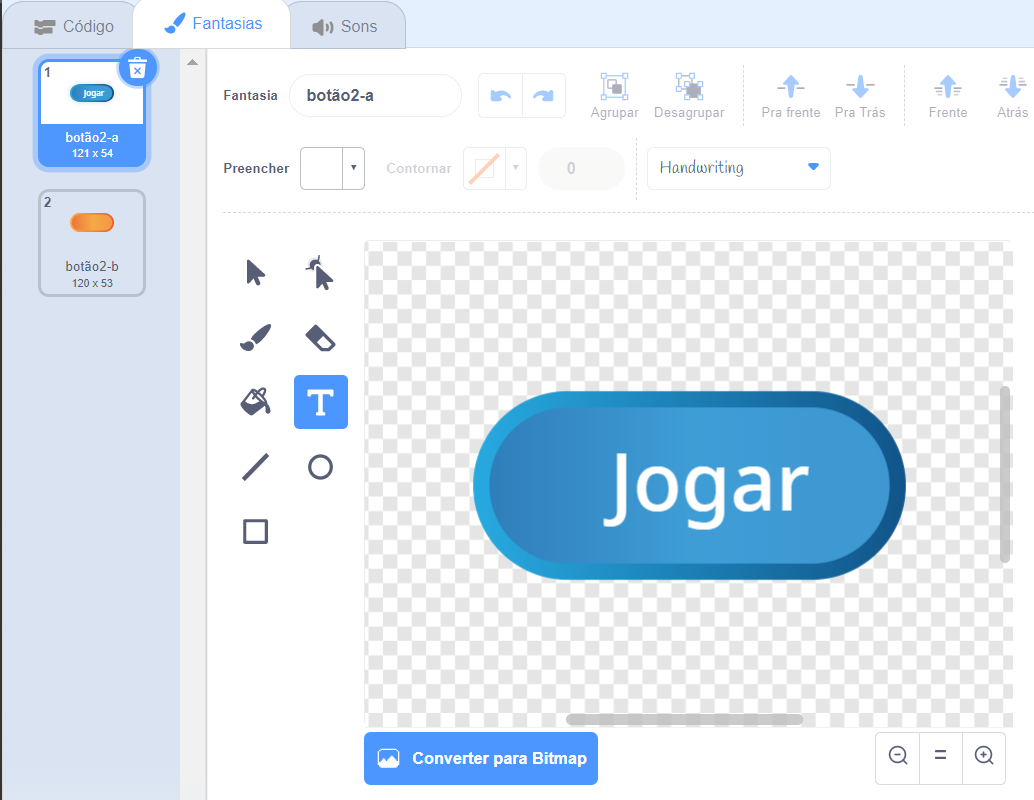 Código
Fantasias
Sons
1
Jogar
botão2-a
121 x 54
2
botão2-b
120 x 53
Fantasia
botão2-a
Agrupar
Desagrupar
Pra frente
Pra Trás
Frente
Atrás
Preencher
Contornar
0
Handwriting
T
Jogar
Converter para Bitmap